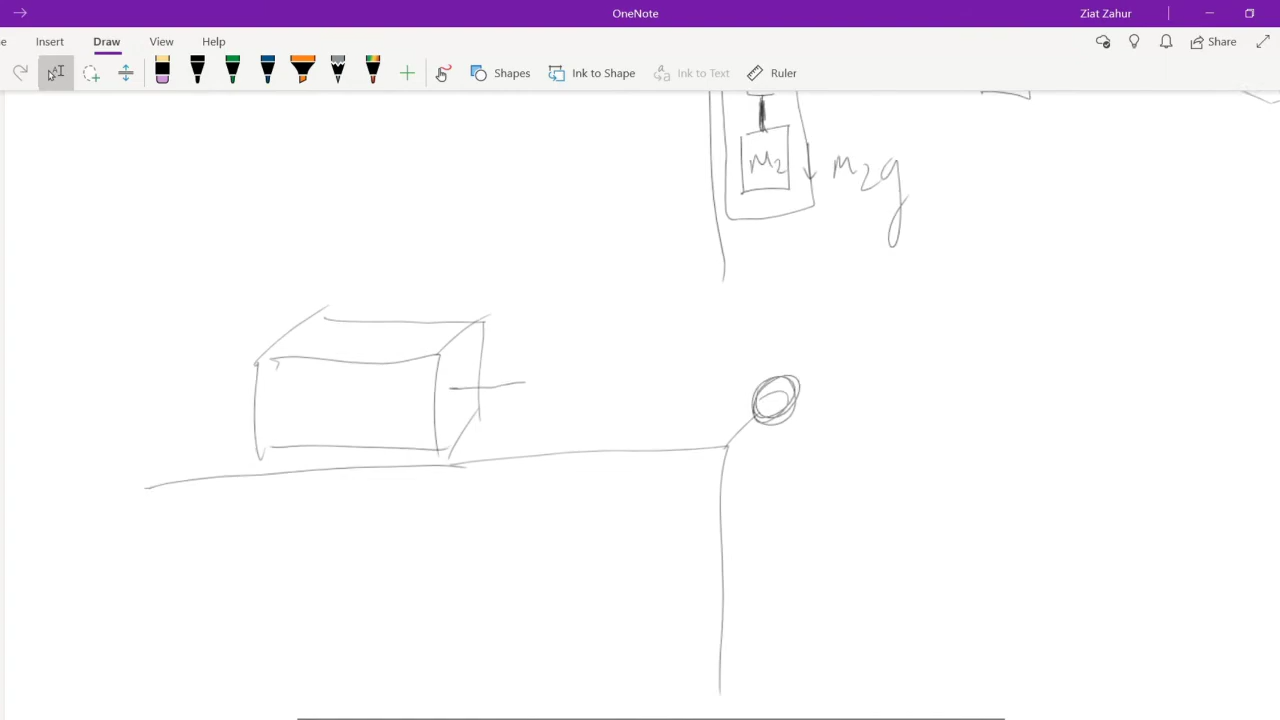 OneNote
Ziat Zahur
Insert
Draw
View
Help
Share
Shapes
Ink to Shape
Ink to Text
Ruler
M2
m2g